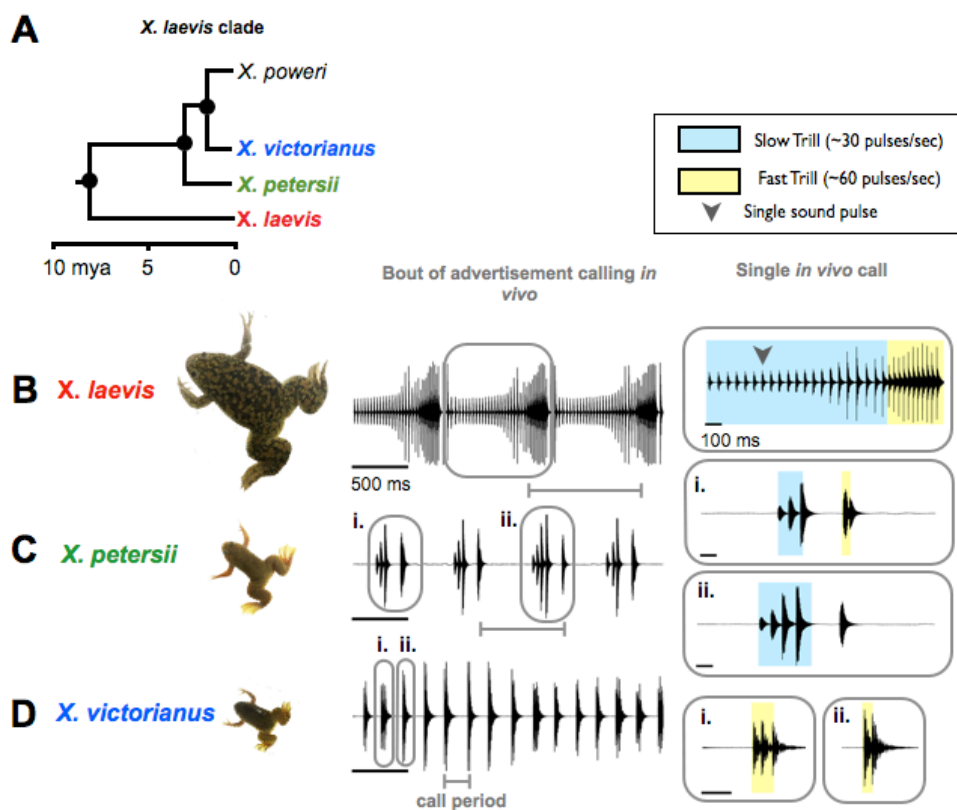 A
X. laevis clade
X. poweri
X. victorianus
X. petersii
X. laevis
10 mya 5 0
Slow Trill (~30 pulses/sec)
Fast Trill (~60 pulses/sec)
Single sound pulse
Bout of advertisement calling in
vivo
Single in vivo call
B X. laevis
500 ms
100 ms
C X. petersii
i. ii.
i.
ii.
D X. victorianus
i. ii.
call period
i. ii.